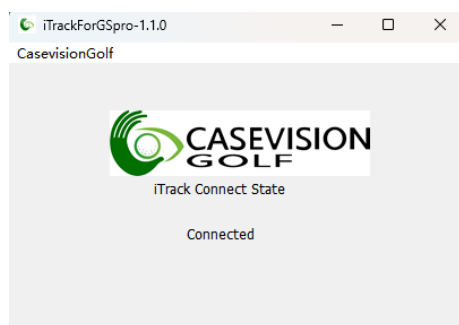 iTrackForGSpro-1.1.0
CasevisionGolf
CASEVISION
GOLF
iTrack Connect State
Connected